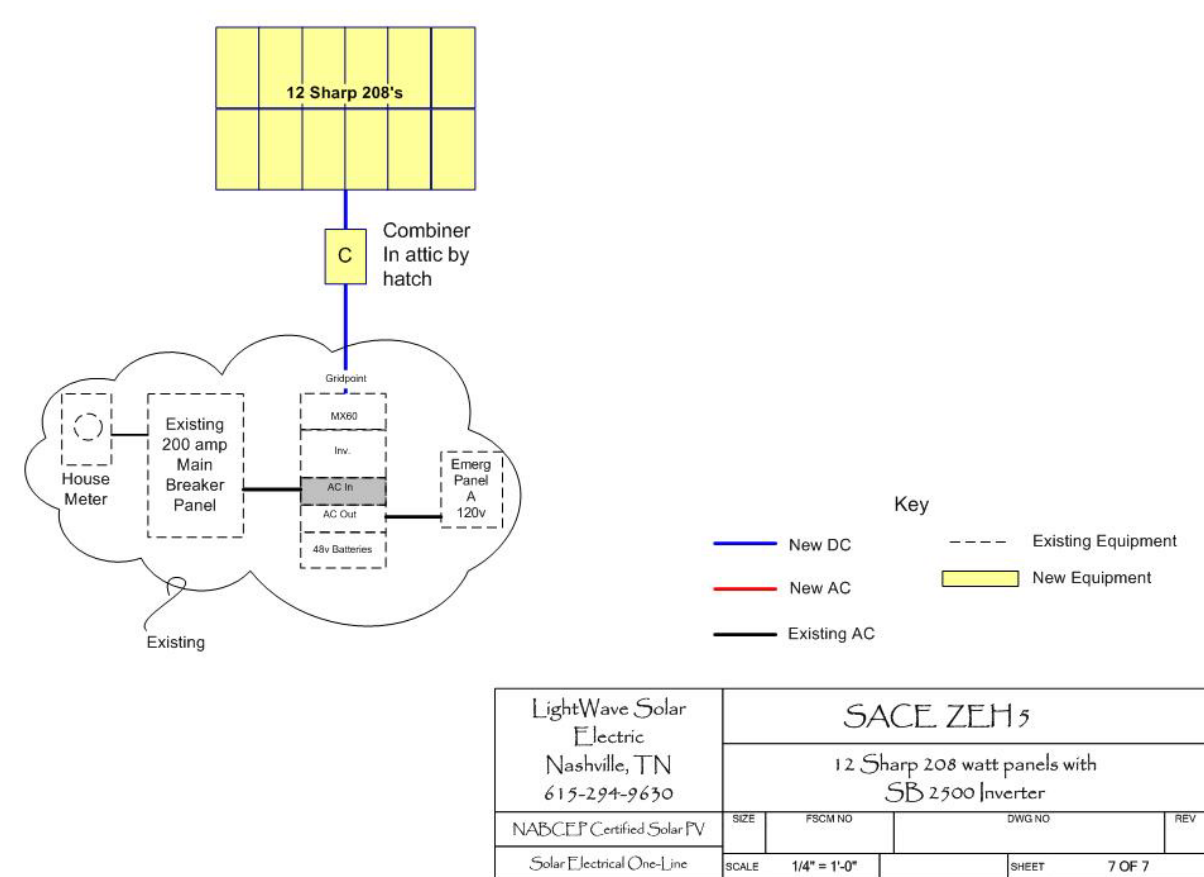 12 Sharp 208's
C
Combiner
In attic by
hatch
Gridpoint
MX60
Inv.
AC In
AC Out
48v Batteries
House
Meter
Existing
200 amp
Main
Breaker
Panel
Emerg
Panel
A
120v
Existing
Key
New DC
New AC
Existing AC
Existing Equipment
New Equipment
LightWave Solar
Electric
Nashville, TN
615-294-9630
NABCEP Certified Solar PV
Solar Electrical One-Line
SACE ZEH 5
12 Sharp 208 watt panels with
SB 2500 Inverter
SIZE
FSCM NO
DWG NO
REV
SCALE
1/4" = 1'-0"
SHEET
7 OF 7